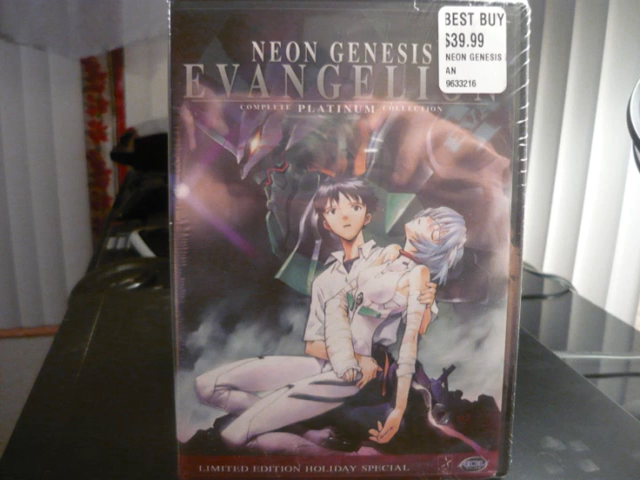 BEST BUY
$39.99
NEON GENESIS
AN
9633216
NEON GENESIS
EVANGELION
COMPLETE PLATINUM COLLECTION
LIMITED EDITION HOLIDAY SPECIAL